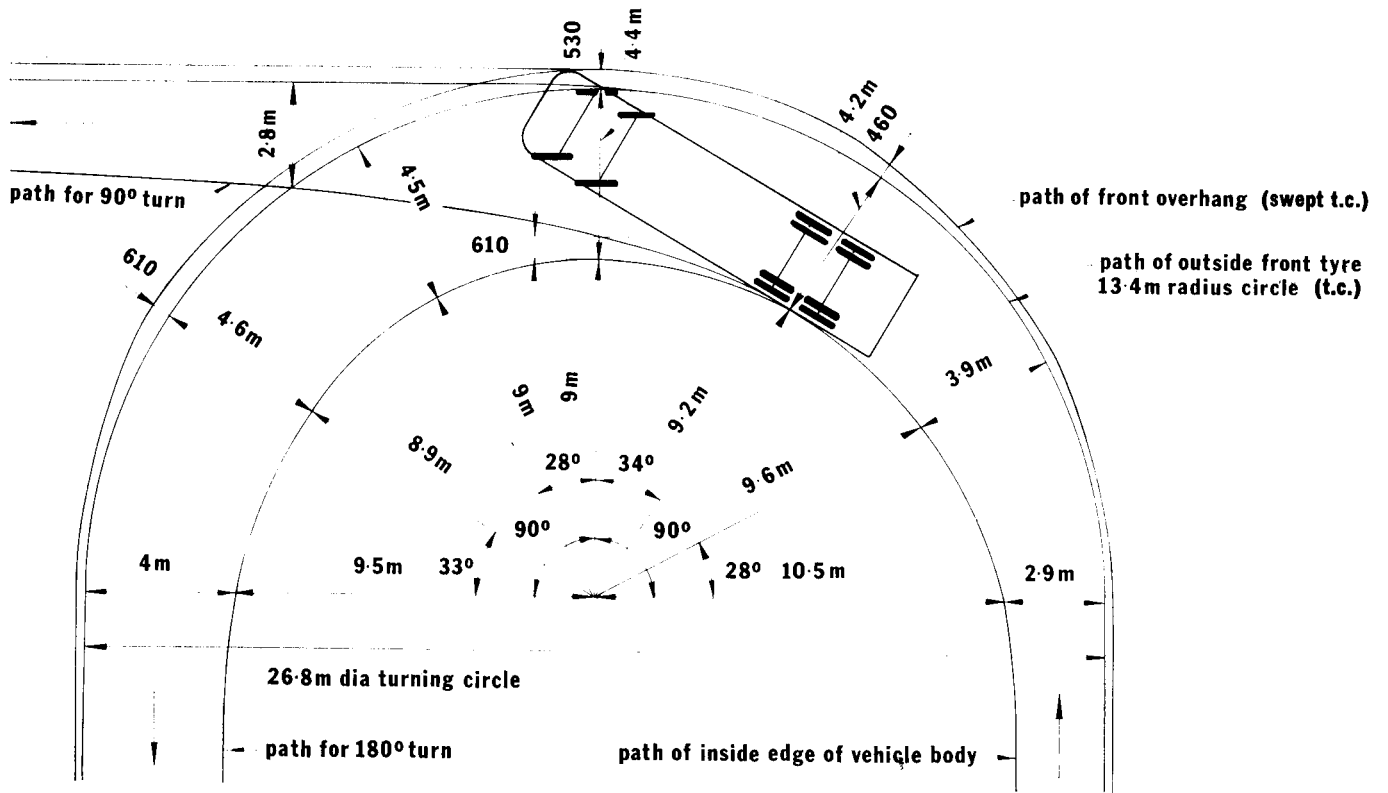 530
4·4m
4·2m
460
2·8m
4·5m
path for 90º turn
path of front overhang (swept t.c.)
610
610
path of outside front tyre
13·4m radius circle (t.c.)
4·6m
3·9m
9m
9m
9·2m
8·9m
28º
34º
9·6m
90º
90º
4m
9·5m
33º
28º
10·5m
2·9m
26·8m dia turning circle
path for 180º turn
path of inside edge of vehicle body